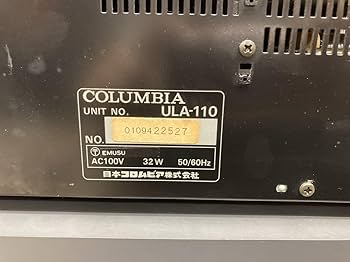 COLUMBIA
UNIT NO. ULA-110
NO. 0109422527
Ⓣ EMUSU
AC100V 32W 50/60Hz
日本コロムビア株式会社